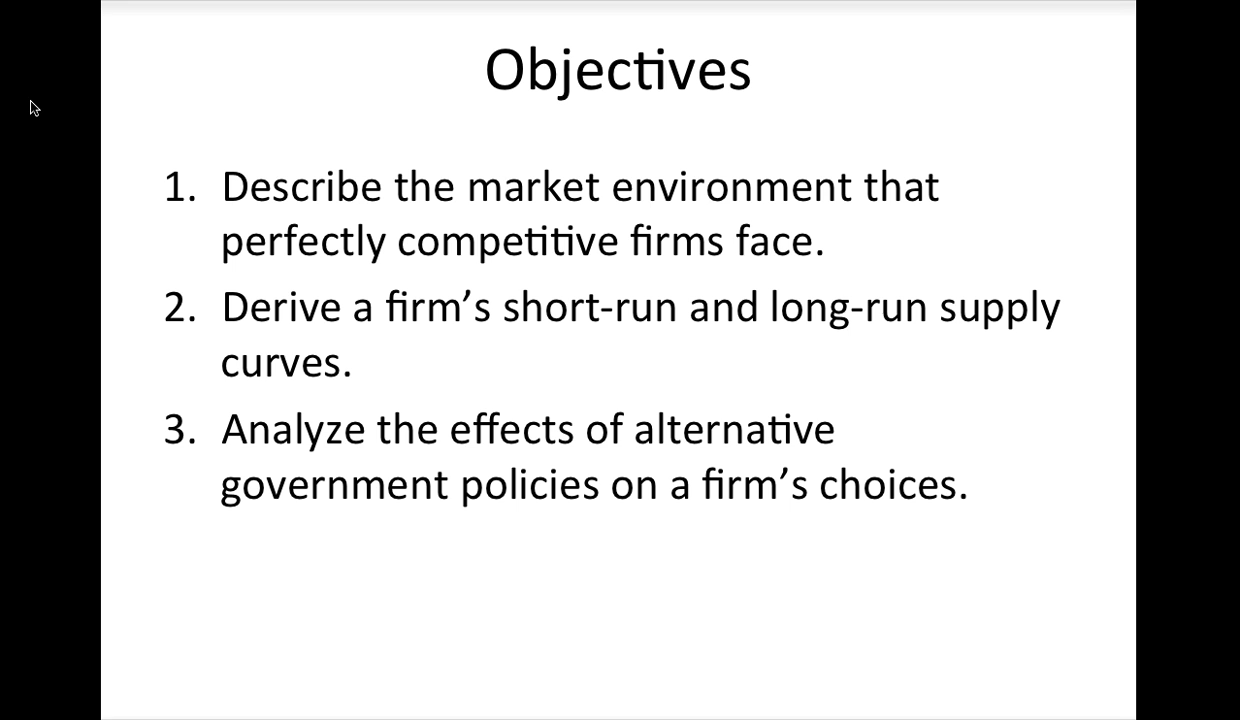 Objectives
1. Describe the market environment that
perfectly competitive firms face.
2. Derive a firm’s short-run and long-run supply
curves.
3. Analyze the effects of alternative
government policies on a firm’s choices.